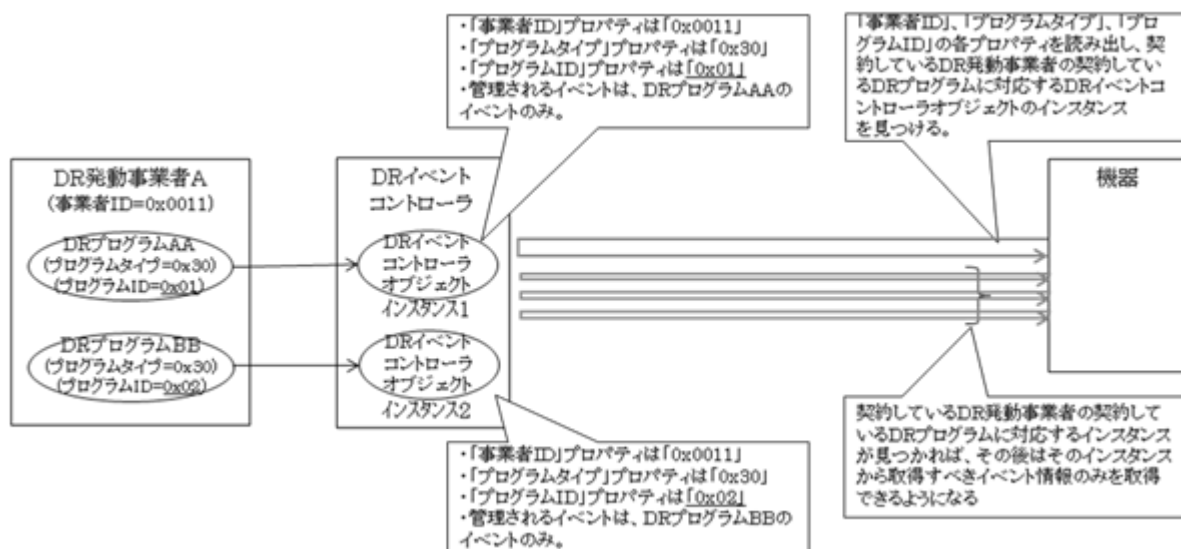 ・「事業者ID」プロパティは「0x0011」
・「プログラムタイプ」プロパティは「0x30」
・「プログラムID」プロパティは「0x01」
・管理されるイベントは、DRプログラムAAの
イベントのみ。
「事業者ID」、「プログラムタイプ」、「プロ
グラムID」の各プロパティを読み出し、契
約しているDR発動事業者の契約してい
るDRプログラムに対応するDRイベントコ
ントローラオブジェクトのインスタンス
を見つける。
DR発動事業者A
(事業者ID=0x0011)
DRプログラムAA
(プログラムタイプ=0x30)
(プログラムID=0x01)
DRプログラムBB
(プログラムタイプ=0x30)
(プログラムID=0x02)
DRイベント
コントローラ
DRイベント
コントローラ
オブジェクト
インスタンス1
DRイベント
コントローラ
オブジェクト
インスタンス2
機器
・「事業者ID」プロパティは「0x0011」
・「プログラムタイプ」プロパティは「0x30」
・「プログラムID」プロパティは「0x02」
・管理されるイベントは、DRプログラムBBの
イベントのみ。
契約しているDR発動事業者の契約して
いるDRプログラムに対応するインスタンス
が見つかれば、その後はそのインスタンス
から取得すべきイベント情報のみを取得
できるようになる